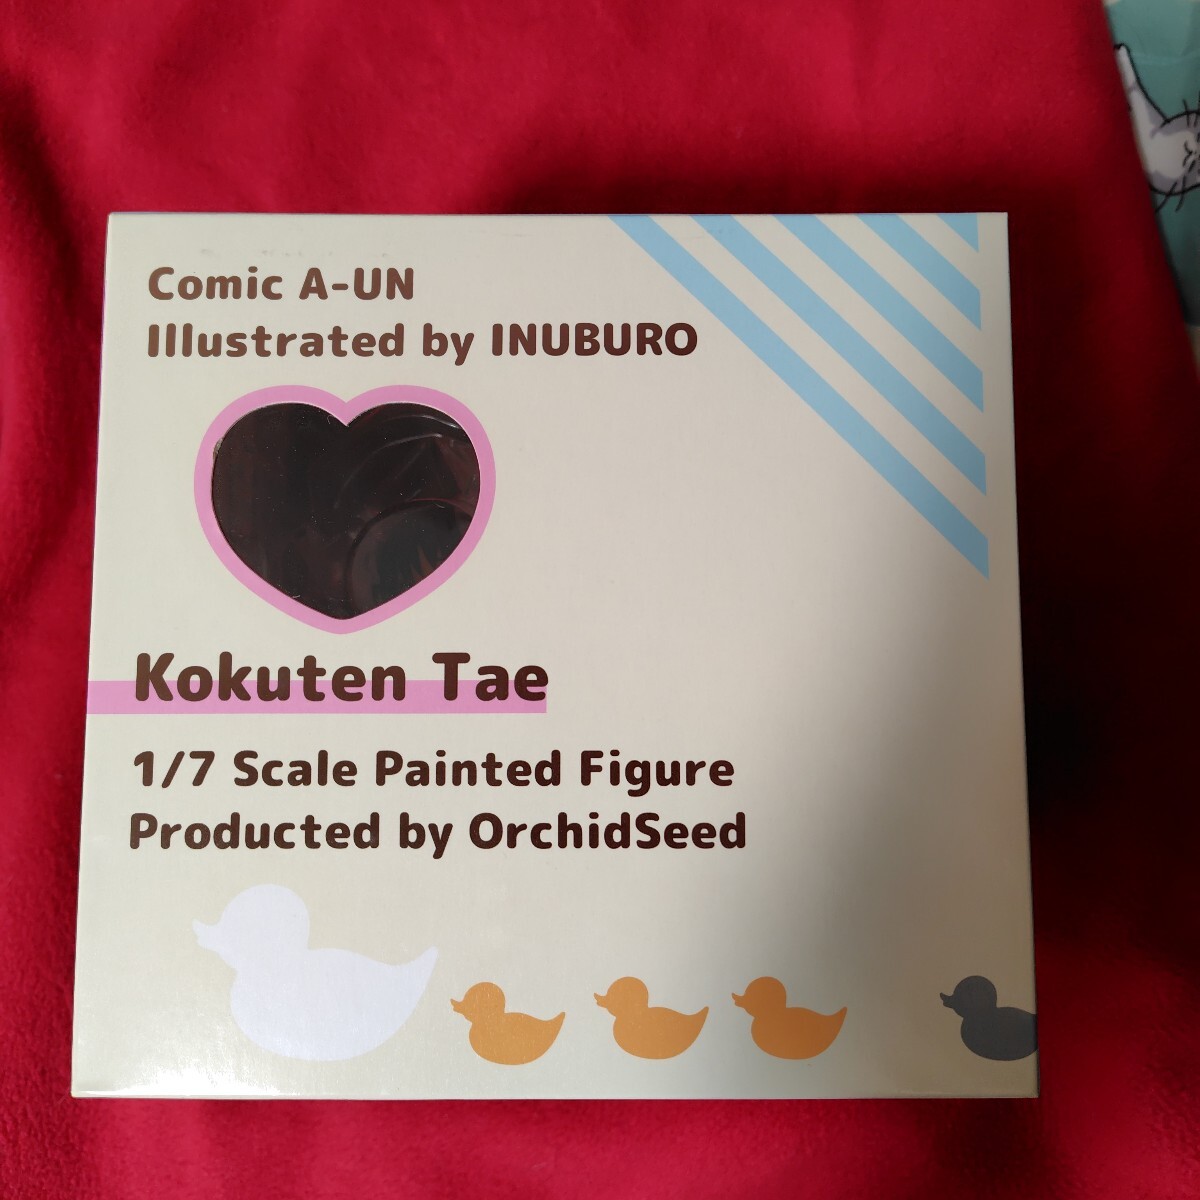 Comic A-UN
Illustrated by INUBURO
Kokuten Tae
1/7 Scale Painted Figure
Producted by OrchidSeed